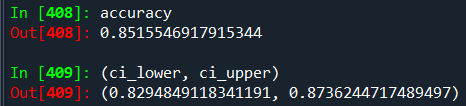 In [408]: accuracy
Out[408]: 0.8515546917915344
In [409]: (ci_lower, ci_upper)
Out[409]: (0.8294849118341191, 0.8736244717489497)